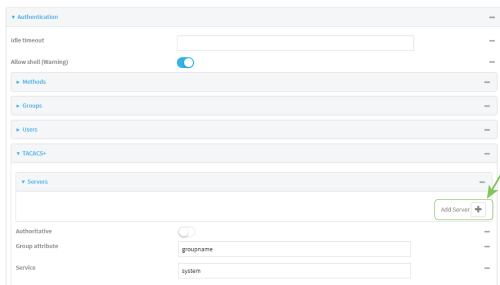 Authentication
Idle timeout
Allow shell (Warning)
Methods
Groups
Users
TACACS+
Servers
Add Server
Authoritative
Group attribute
groupname
Service
system